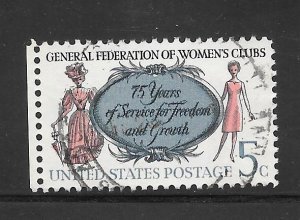 GENERAL FEDERATION OF WOMEN'S CLUBS
75 Years
of Service for Freedom
and Growth
UNITED STATES POSTAGE 5c